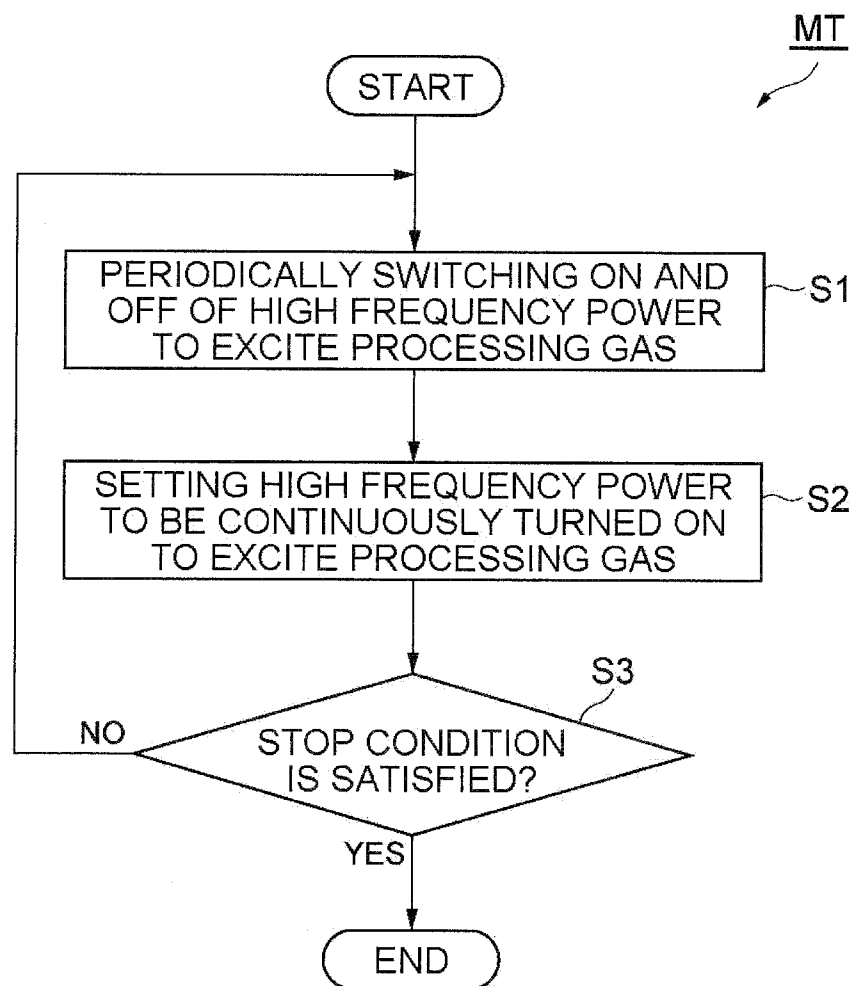 MT
START
PERIODICALLY SWITCHING ON AND
OFF OF HIGH FREQUENCY POWER
TO EXCITE PROCESSING GAS
S1
SETTING HIGH FREQUENCY POWER
TO BE CONTINUOUSLY TURNED ON
TO EXCITE PROCESSING GAS
S2
S3
STOP CONDITION
IS SATISFIED?
NO
YES
END